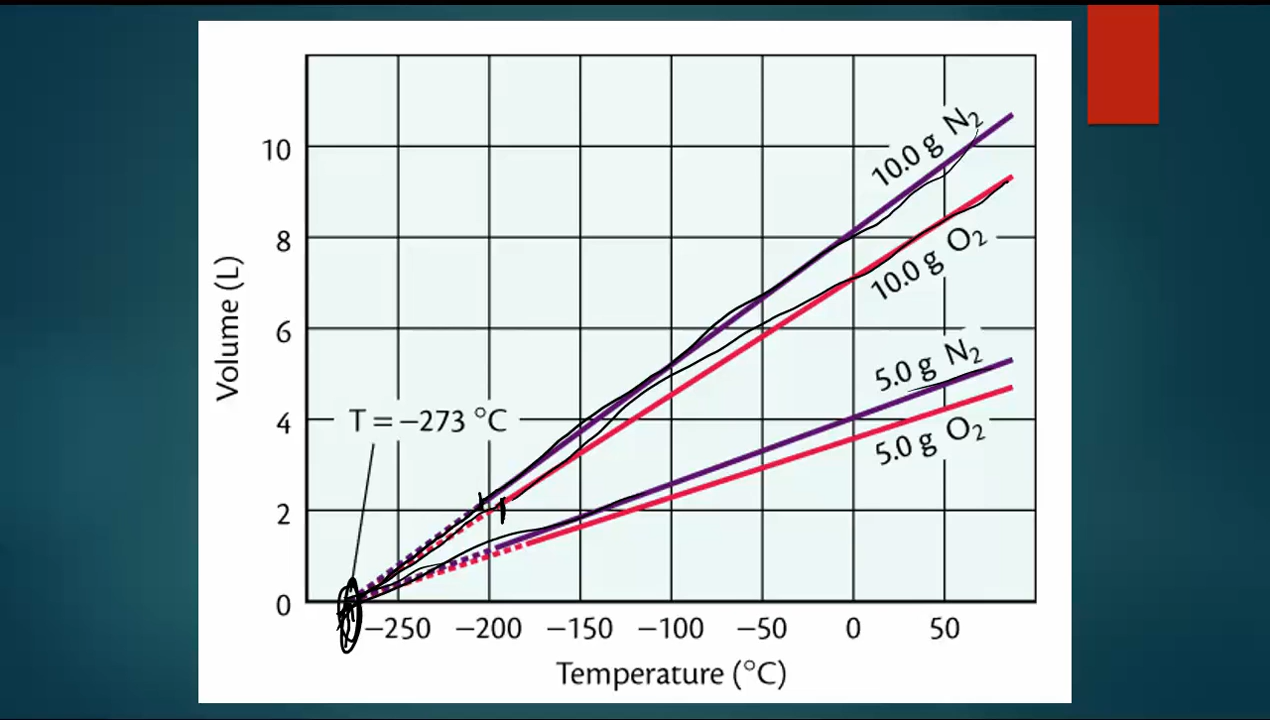 10.0 g N₂
10
8
10.0 g O₂
Volume (L)
6
5.0 g N₂
T = −273 °C
4
5.0 g O₂
2
0
−250 −200 −150 −100 −50 0 50
Temperature (°C)